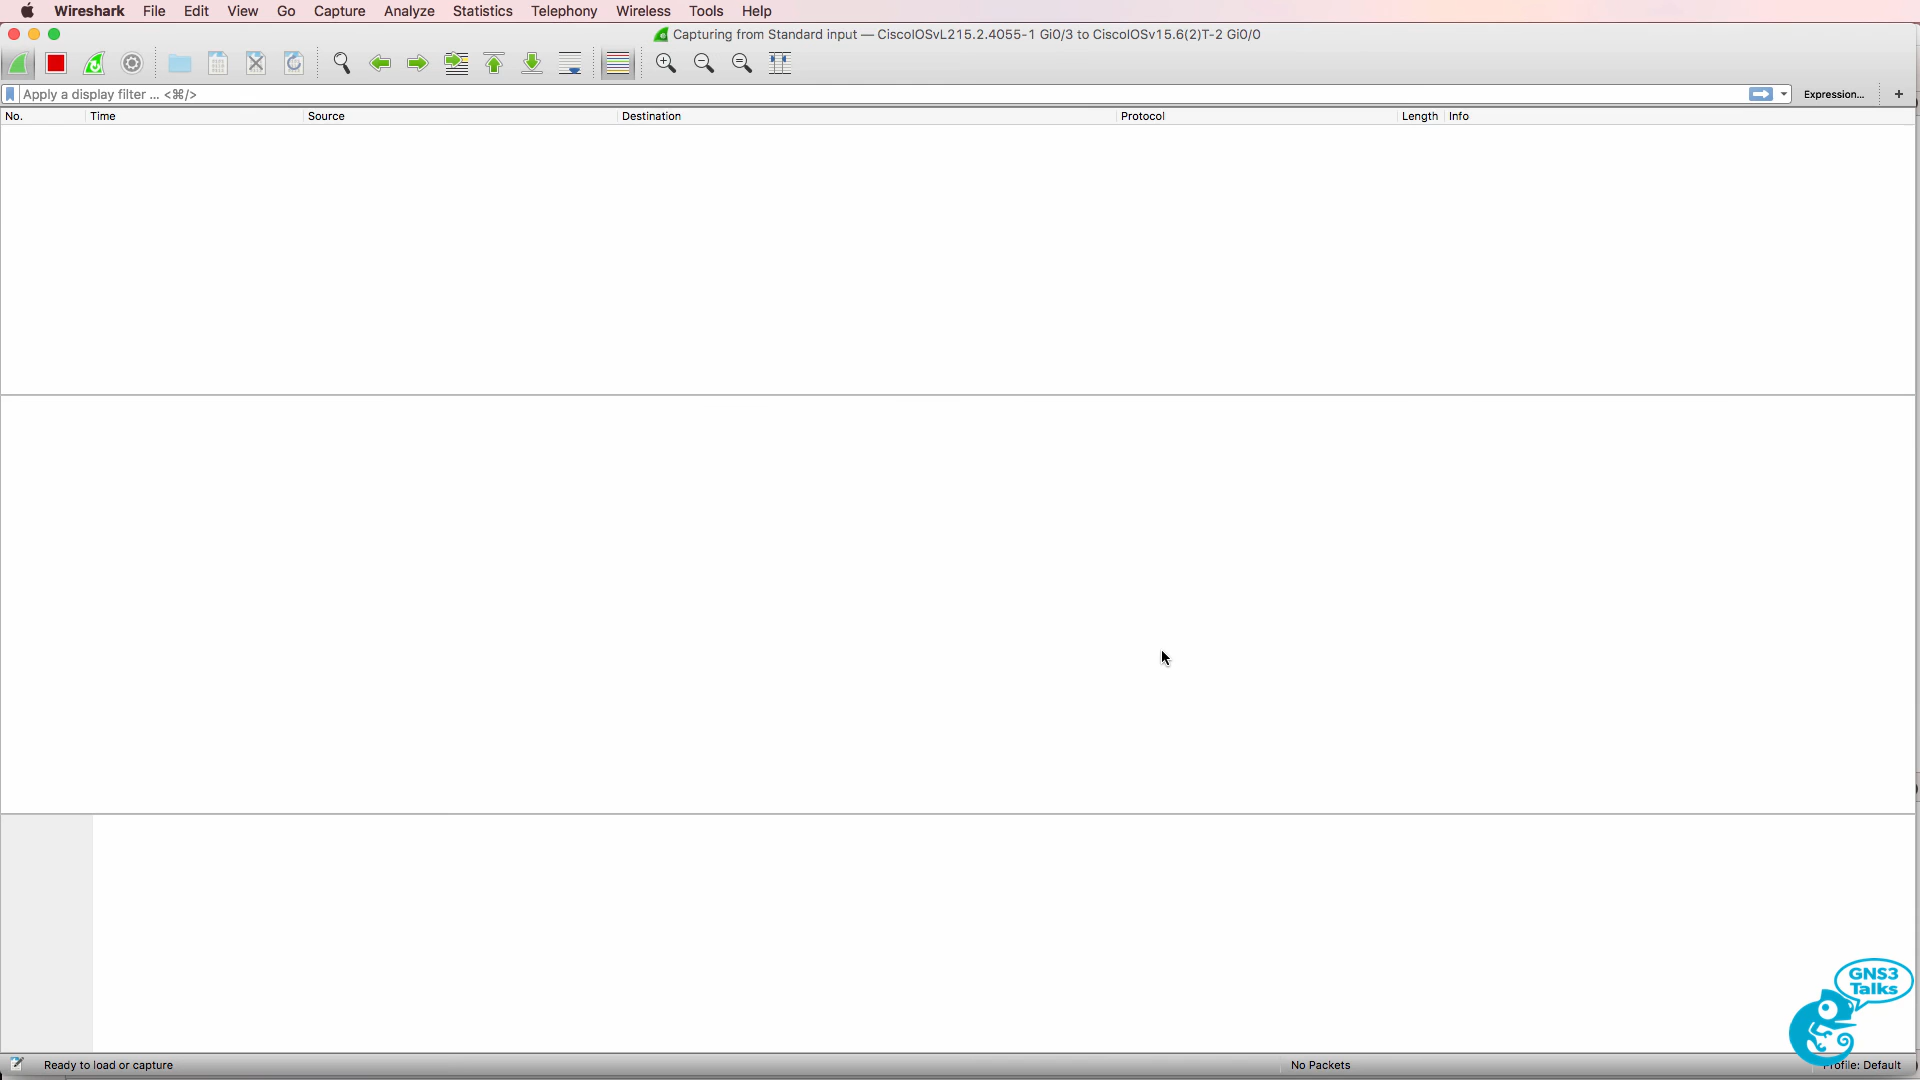 Wireshark File Edit View Go Capture Analyze Statistics Telephony Wireless Tools Help
Capturing from Standard input — CiscoIOSvL215.2.4055-1 Gi0/3 to CiscoIOSv15.6(2)T-2 Gi0/0
Apply a display filter ... <⌘/>
Expression... +
No. Time Source Destination Protocol Length Info
GNS3
Talks
Ready to load or capture No Packets Profile: Default